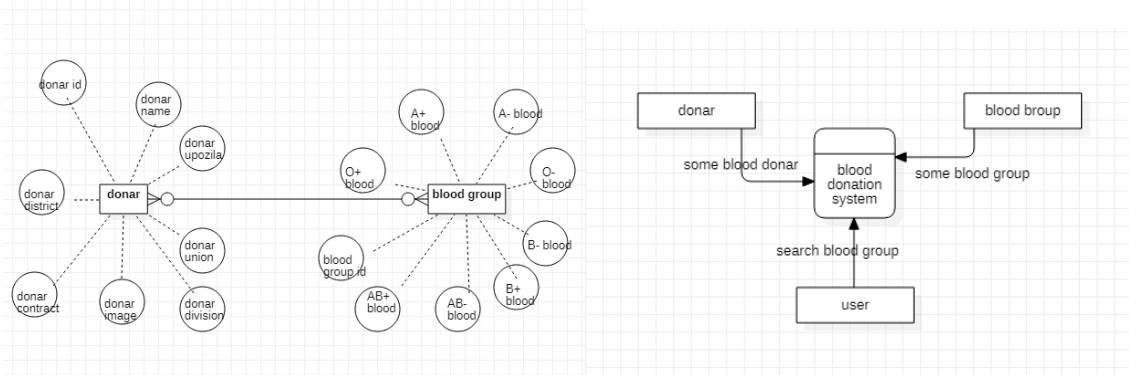 donar id
donar
name
donar
upozila
donar
district
donar
donar
union
donar
contract
donar
image
donar
division
A+
blood
A- blood
O+
blood
O-
blood
blood group
B- blood
blood
group id
B+
blood
AB+
blood
AB-
blood
donar
blood broup
some blood donar
blood
donation
system
some blood group
search blood group
user